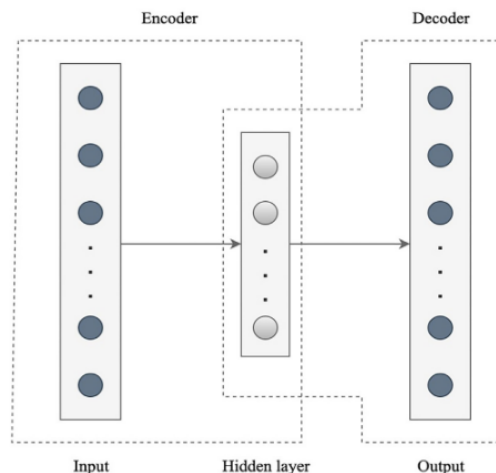 Encoder
Decoder
Input
Hidden layer
Output